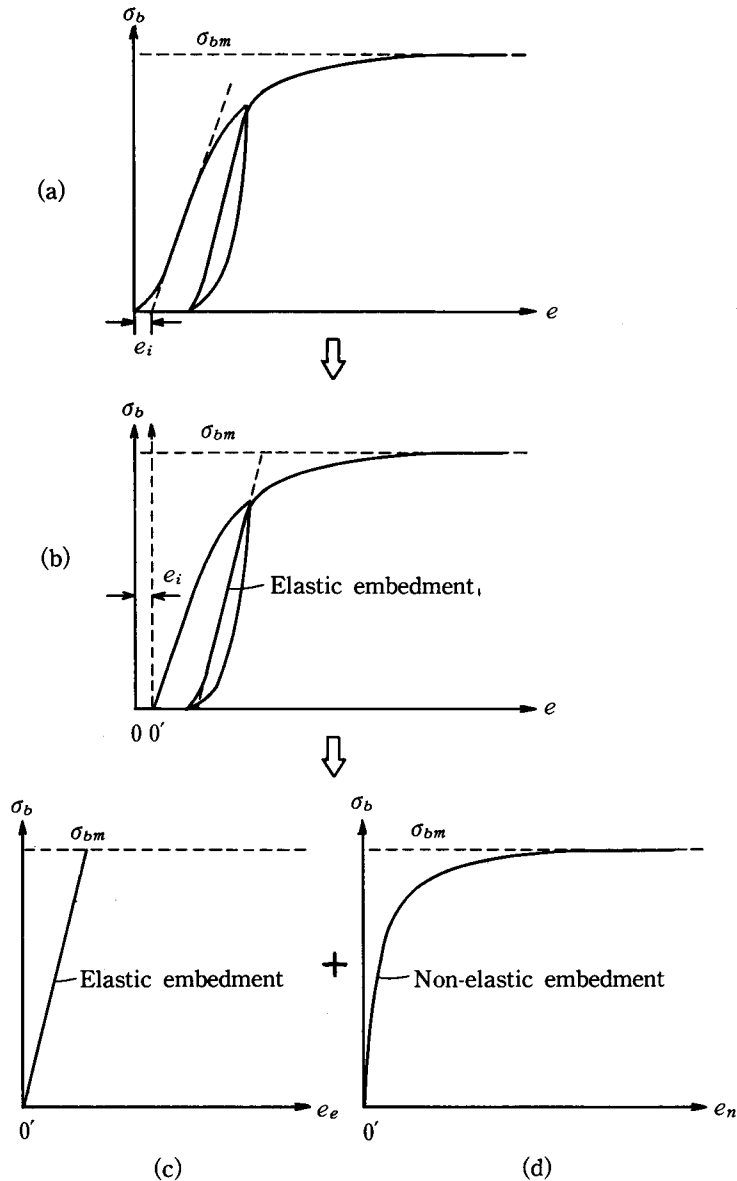 σb
σbm
(a)
e
ei
σb
σbm
(b)
ei
Elastic embedment
e
0 0′
σb
σbm
Elastic embedment
0′
ee
(c)
+
σb
σbm
Non-elastic embedment
0′
en
(d)